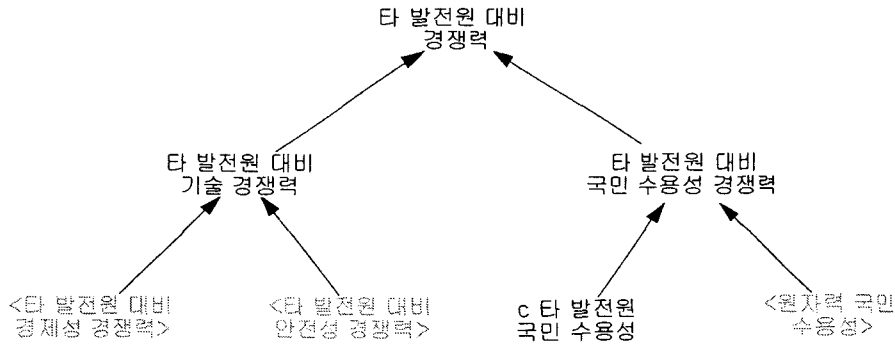 타 발전원 대비
경쟁력
타 발전원 대비
기술 경쟁력
타 발전원 대비
국민 수용성 경쟁력
<타 발전원 대비
경제성 경쟁력>
<타 발전원 대비
안전성 경쟁력>
c 타 발전원
국민 수용성
<원자력 국민
수용성>